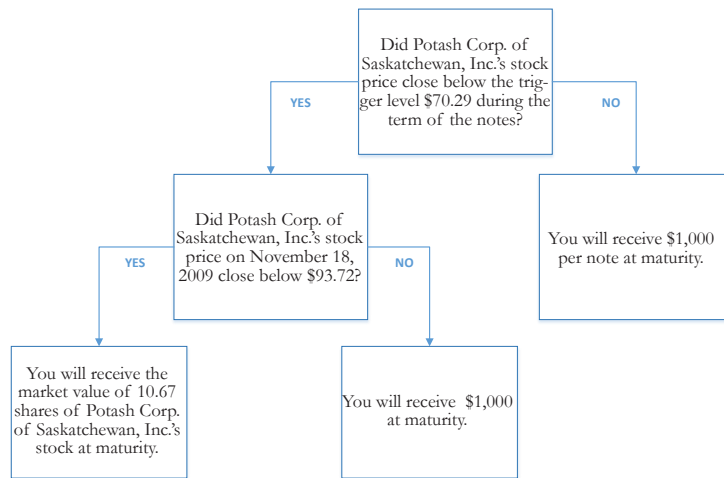 Did Potash Corp. of
Saskatchewan, Inc.'s stock
price close below the trig-
ger level $70.29 during the
term of the notes?
YES
NO
Did Potash Corp. of
Saskatchewan, Inc.'s stock
price on November 18,
2009 close below $93.72?
You will receive $1,000
per note at maturity.
YES
NO
You will receive the
market value of 10.67
shares of Potash Corp.
of Saskatchewan, Inc.'s
stock at maturity.
You will receive $1,000
at maturity.